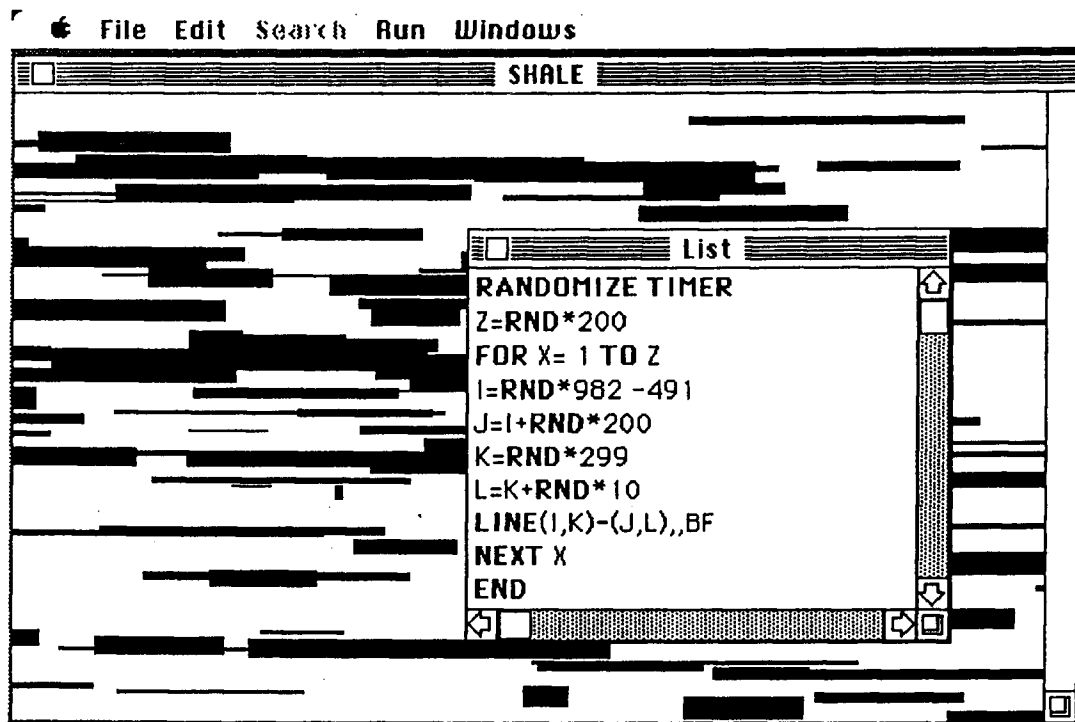 File Edit Search Run Windows
SHALE
List
RANDOMIZE TIMER
Z=RND*200
FOR X= 1 TO Z
I=RND*982 -491
J=I+RND*200
K=RND*299
L=K+RND*10
LINE(I,K)-(J,L),,BF
NEXT X
END